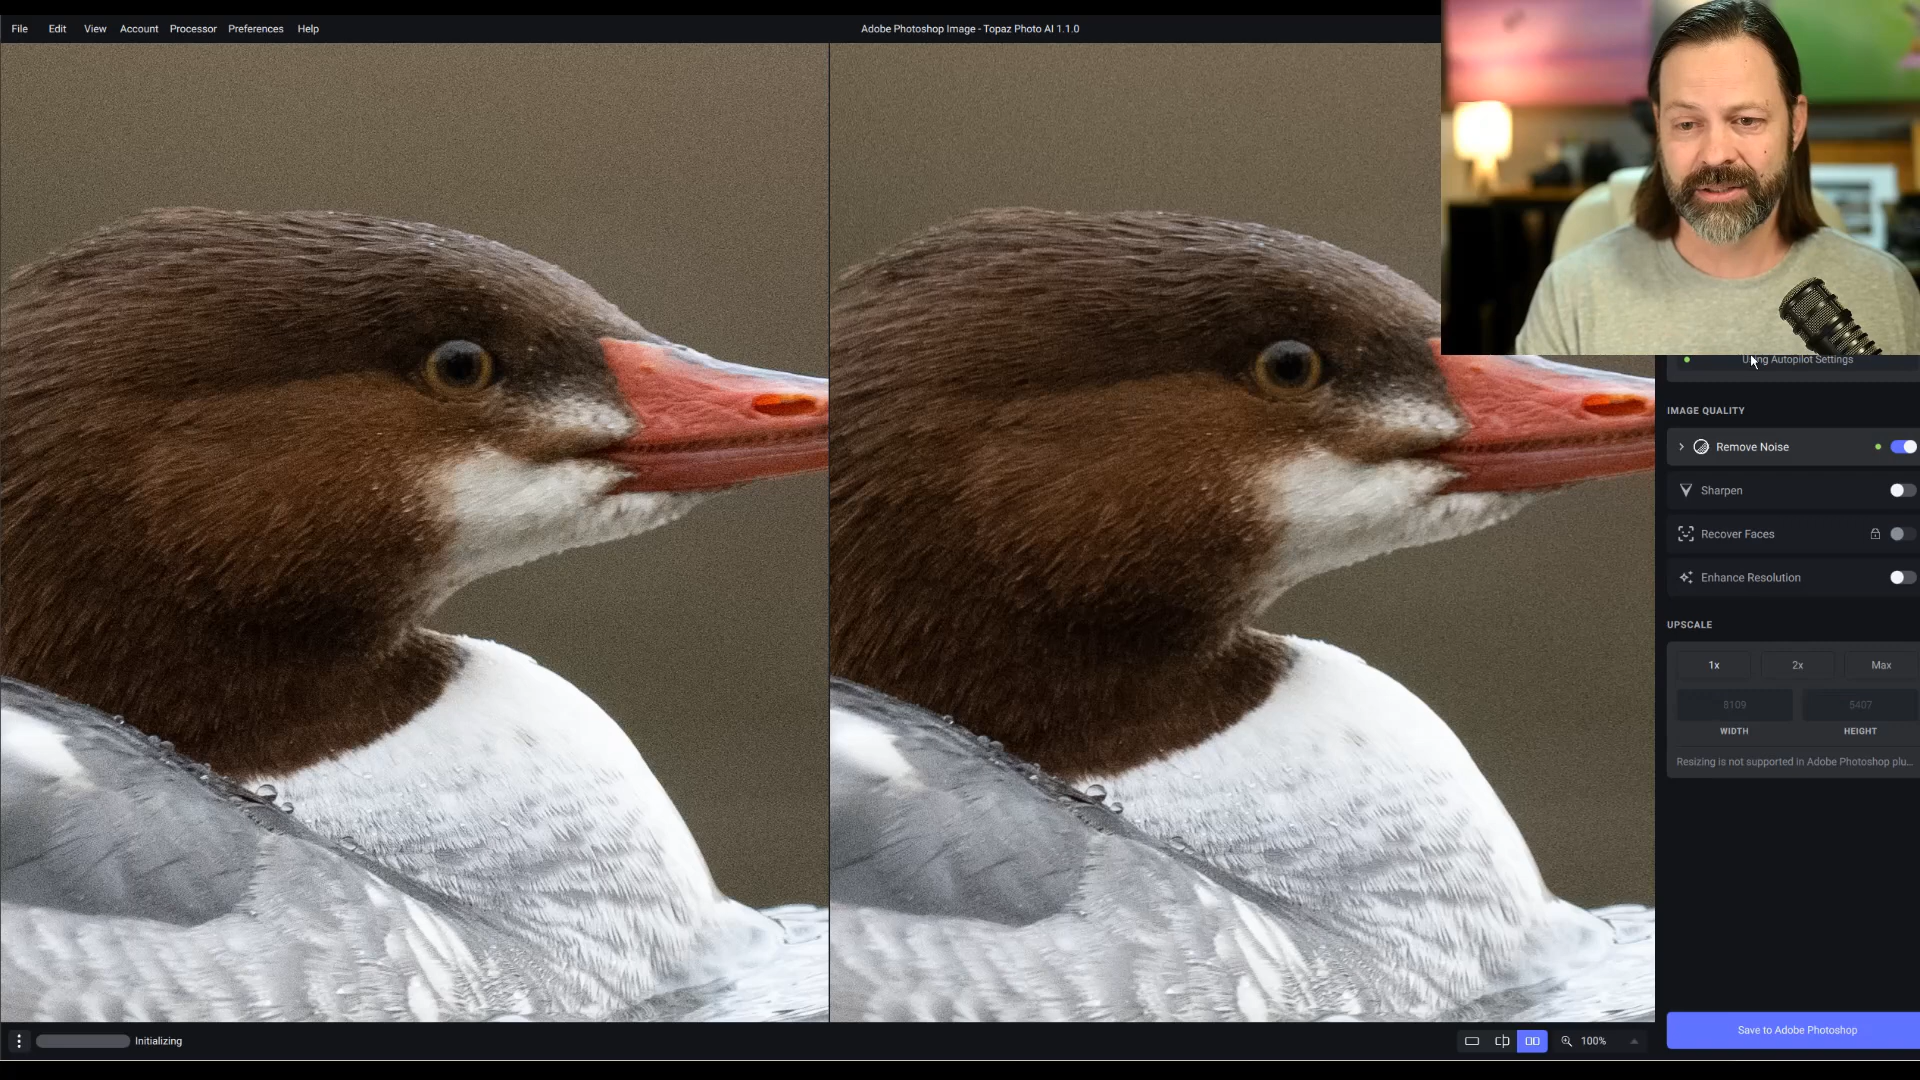 File Edit View Account Processor Preferences Help
Adobe Photoshop Image - Topaz Photo AI 1.1.0
Using Autopilot Settings
IMAGE QUALITY
Remove Noise
Sharpen
Recover Faces
Enhance Resolution
UPSCALE
1x 2x Max
8109 5407
WIDTH HEIGHT
Resizing is not supported in Adobe Photoshop plu...
Save to Adobe Photoshop
Initializing
100%